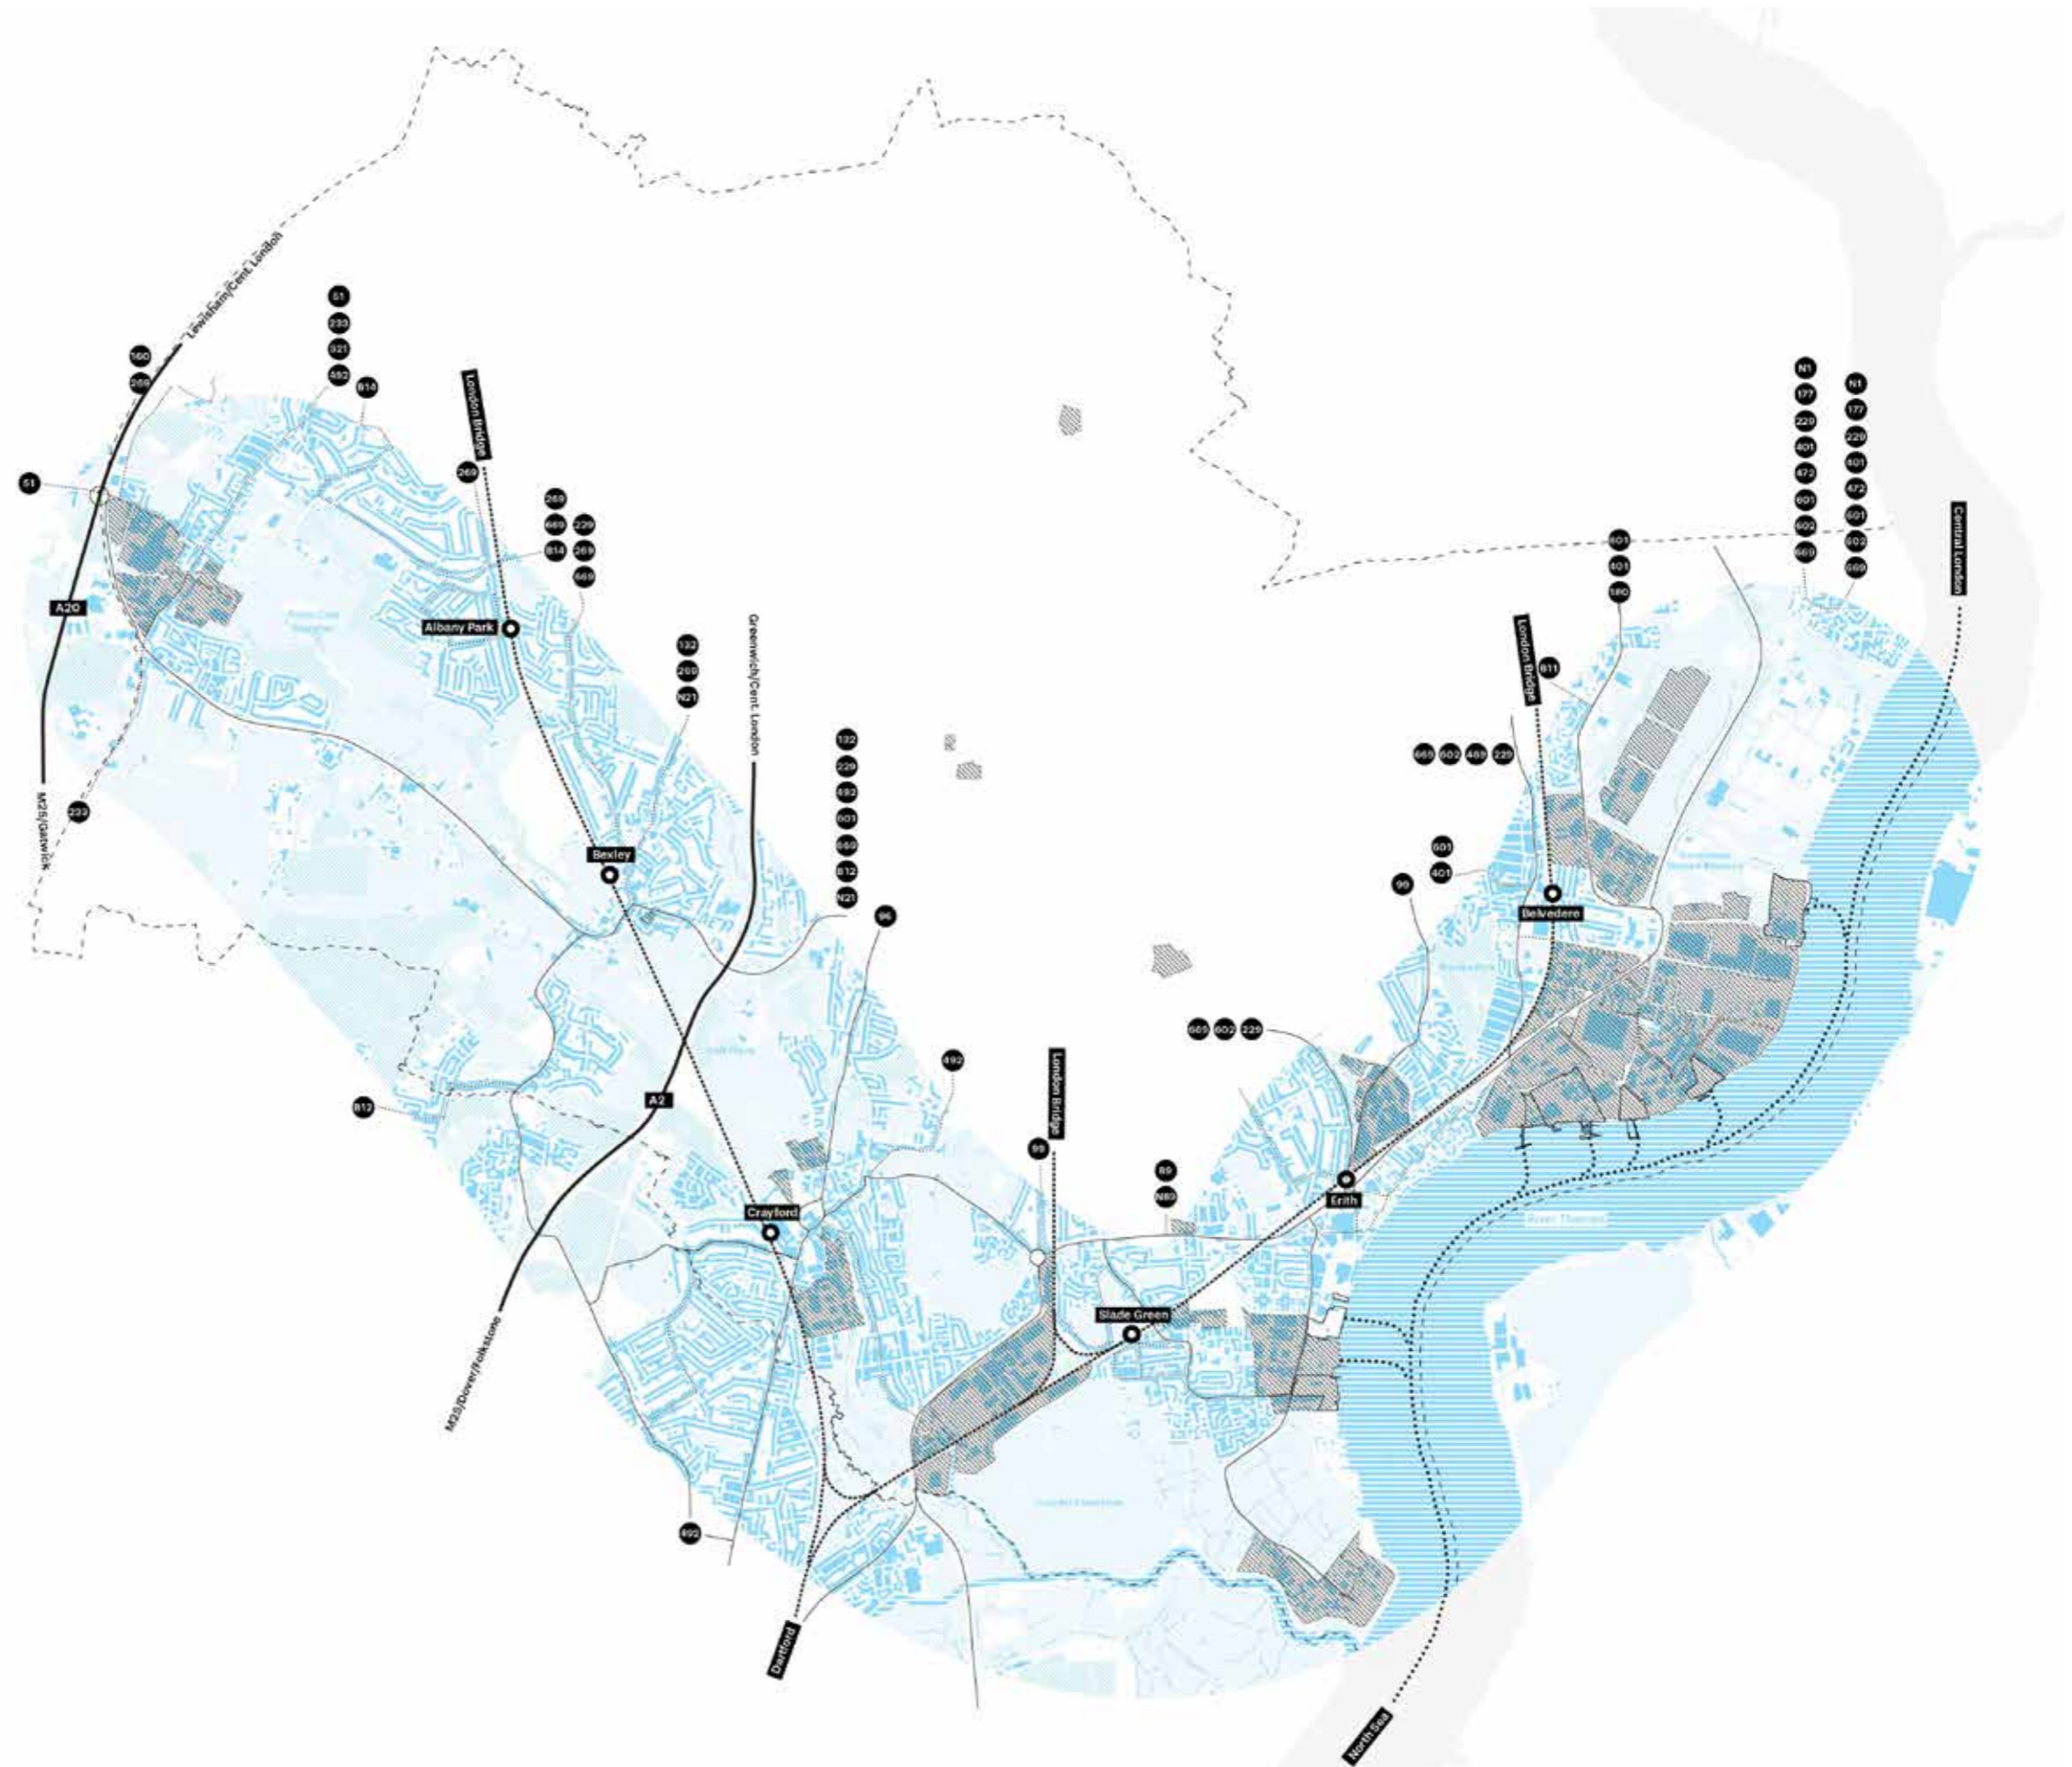 Lewisham/Cent. London
51
233
321
492
B14
160
269
51
A20
M25/Gatwick
233
London Bridge
269
269
669
229
B14
269
669
Albany Park
132
269
N21
Greenwich/Cent. London
132
229
492
601
669
B12
N21
96
Bexley
A2
B12
M25/Dover/Folkstone
492
Crayford
492
Dartford
London Bridge
99
89
N89
Slade Green
669
602
229
Erith
99
601
401
669
602
469
229
London Bridge
B11
Belvedere
601
401
180
N1
177
229
401
472
601
602
669
N1
177
229
401
472
601
602
669
Central London
River Thames
North Sea